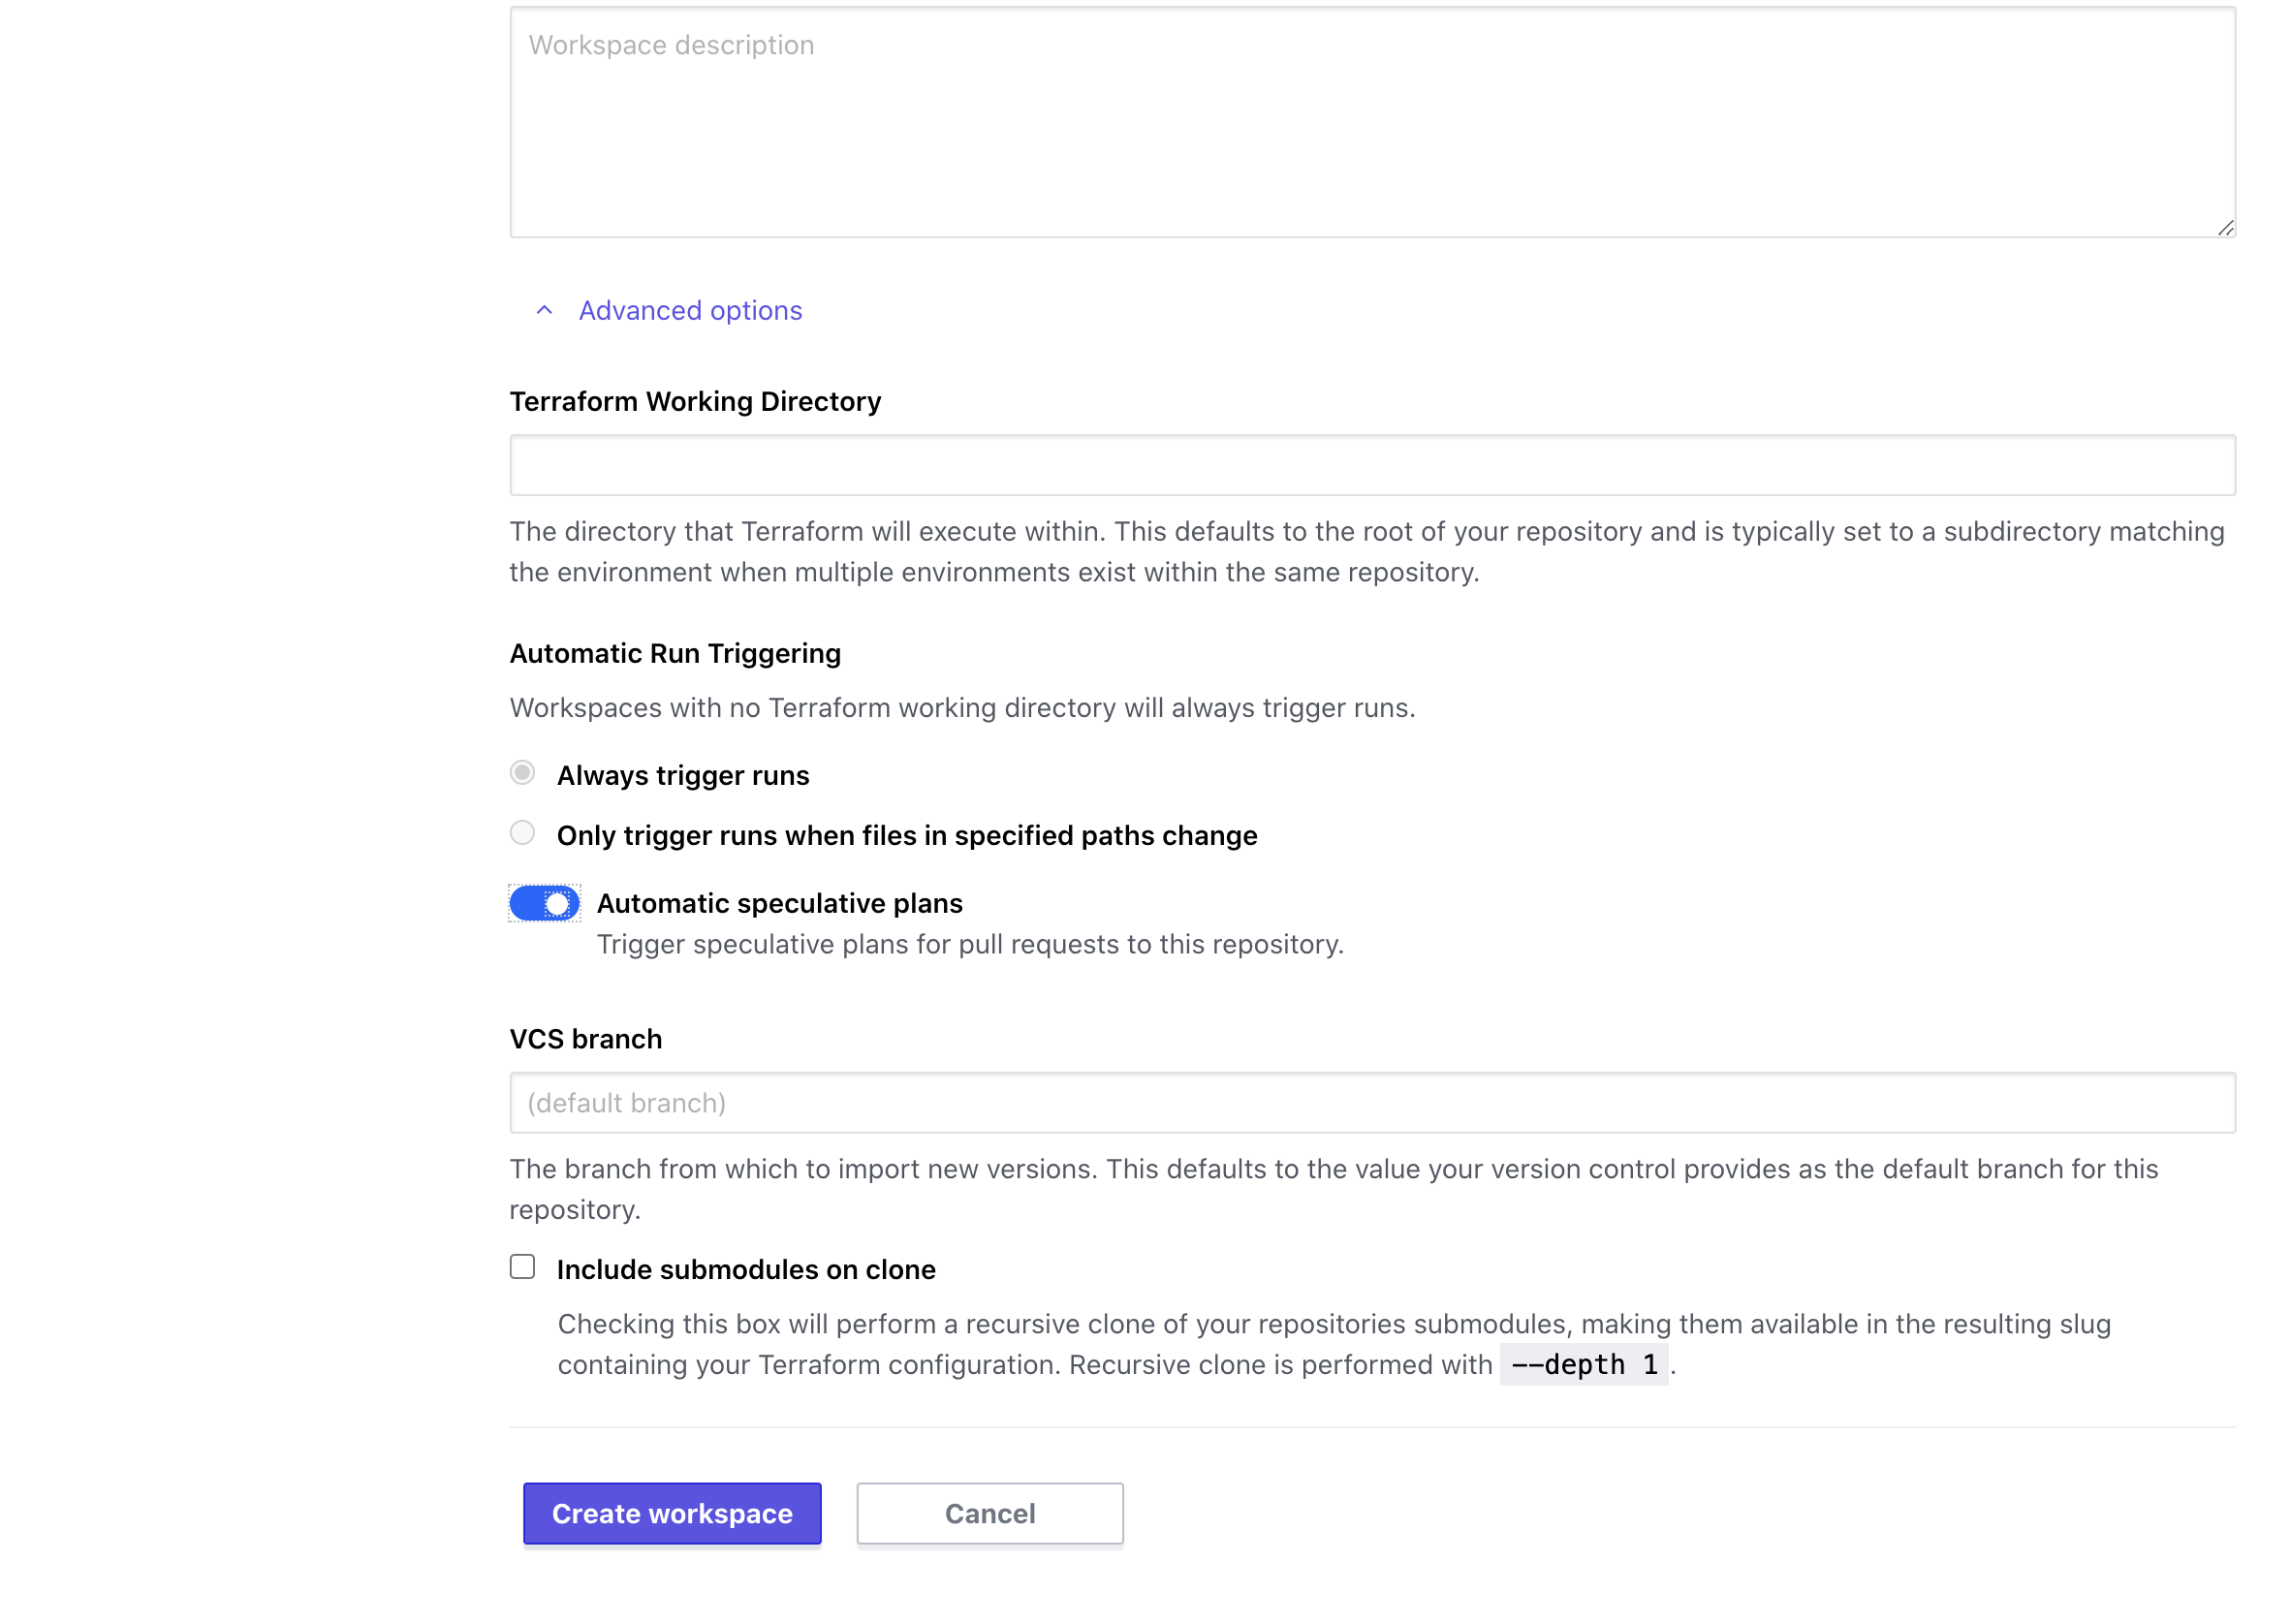 Workspace description
Advanced options
Terraform Working Directory
The directory that Terraform will execute within. This defaults to the root of your repository and is typically set to a subdirectory matching
the environment when multiple environments exist within the same repository.
Automatic Run Triggering
Workspaces with no Terraform working directory will always trigger runs.
Always trigger runs
Only trigger runs when files in specified paths change
Automatic speculative plans
Trigger speculative plans for pull requests to this repository.
VCS branch
(default branch)
The branch from which to import new versions. This defaults to the value your version control provides as the default branch for this
repository.
Include submodules on clone
Checking this box will perform a recursive clone of your repositories submodules, making them available in the resulting slug
containing your Terraform configuration. Recursive clone is performed with --depth 1.
Create workspace Cancel